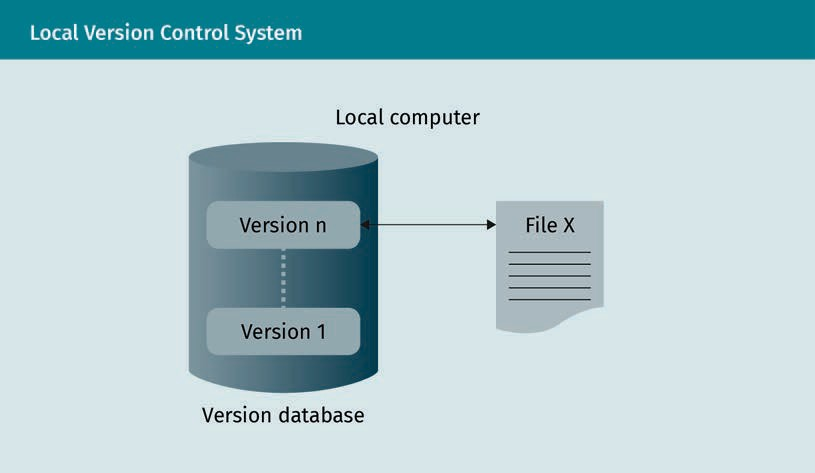 Local Version Control System
Local computer
Version n
File X
Version 1
Version database